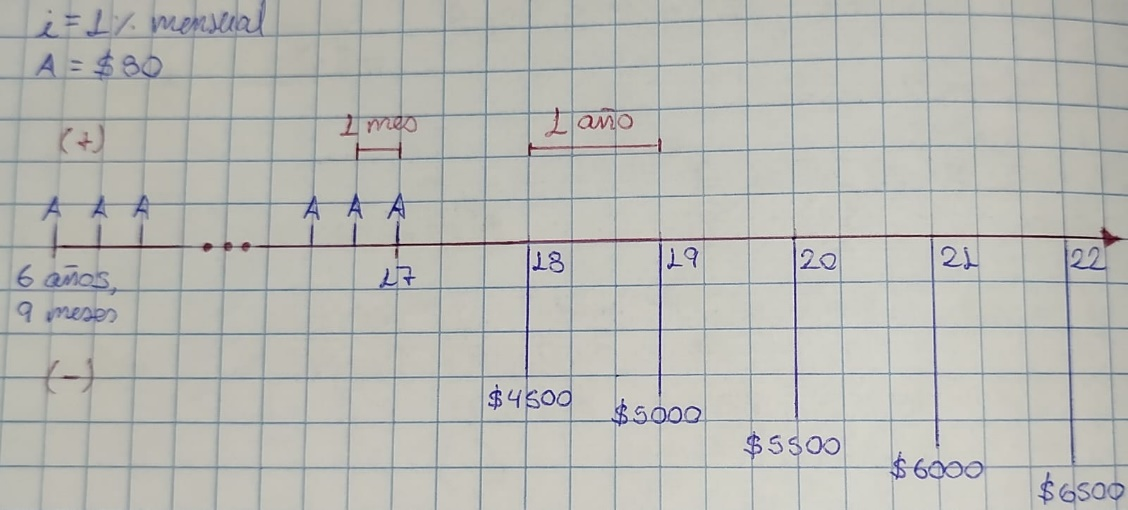 i = 1% mensual
A = $80
(+)
1 mes
1 año
A A A
A A A
6 años,
9 meses
17
18
19
20
21
22
(-)
$4500
$5000
$5500
$6000
$6500